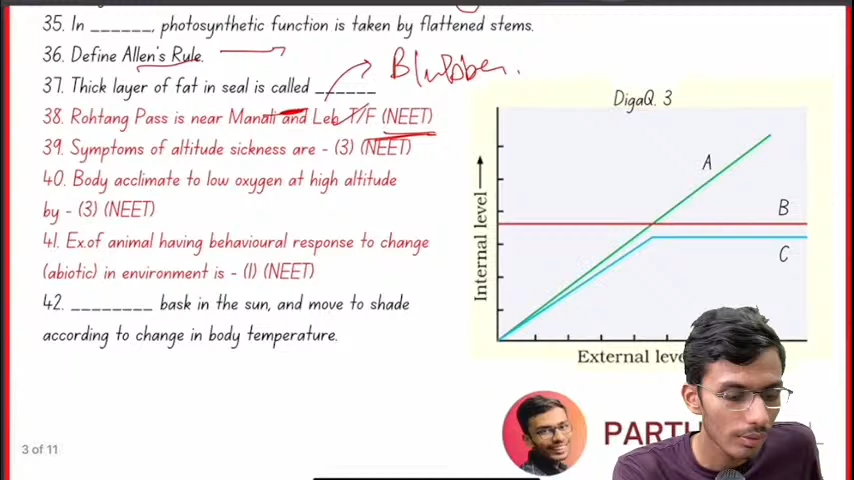 35. In ______, photosynthetic function is taken by flattened stems.
36. Define Allen's Rule.
37. Thick layer of fat in seal is called ______
Blubber.
38. Rohtang Pass is near Manali and Leh T/F (NEET)
39. Symptoms of altitude sickness are - (3) (NEET)
40. Body acclimate to low oxygen at high altitude
by - (3) (NEET)
41. Ex.of animal having behavioural response to change
(abiotic) in environment is - (1) (NEET)
42. ________ bask in the sun, and move to shade
according to change in body temperature.
DigaQ. 3
A
B
C
Internal level
External leve
PARTH
3 of 11